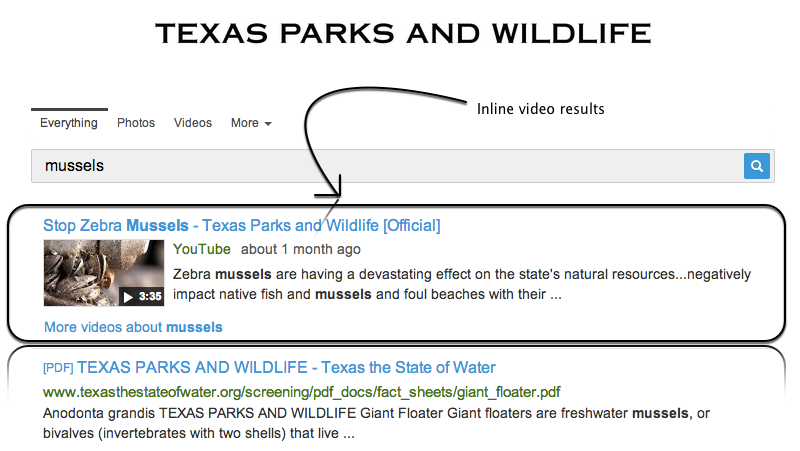 TEXAS PARKS AND WILDLIFE
Inline video results
Everything Photos Videos More
mussels
Stop Zebra Mussels - Texas Parks and Wildlife [Official]
YouTube about 1 month ago
Zebra mussels are having a devastating effect on the state's natural resources...negatively
impact native fish and mussels and foul beaches with their ...
3:35
More videos about mussels
[PDF] TEXAS PARKS AND WILDLIFE - Texas the State of Water
www.texasthestateofwater.org/screening/pdf_docs/fact_sheets/giant_floater.pdf
Anodonta grandis TEXAS PARKS AND WILDLIFE Giant Floater Giant floaters are freshwater mussels, or
bivalves (invertebrates with two shells) that live ...